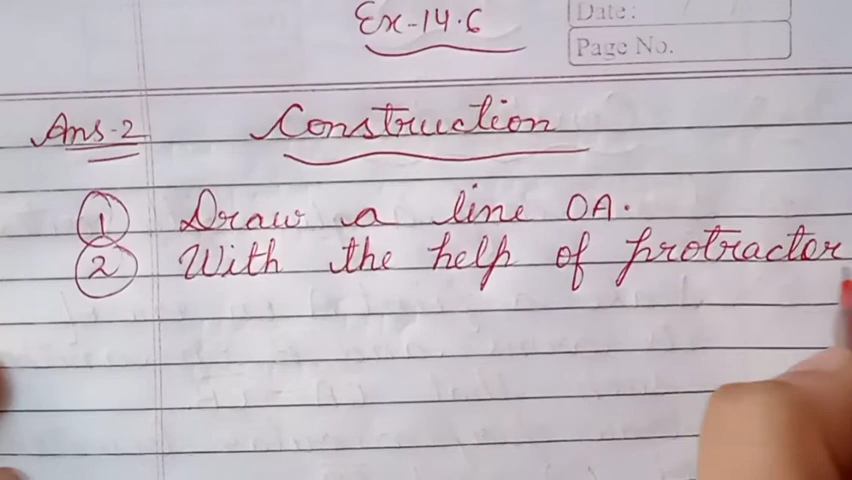 Ex-14.6
Date:
Page No.
Ans-2 Construction
1 Draw a line OA.
2 With the help of protractor